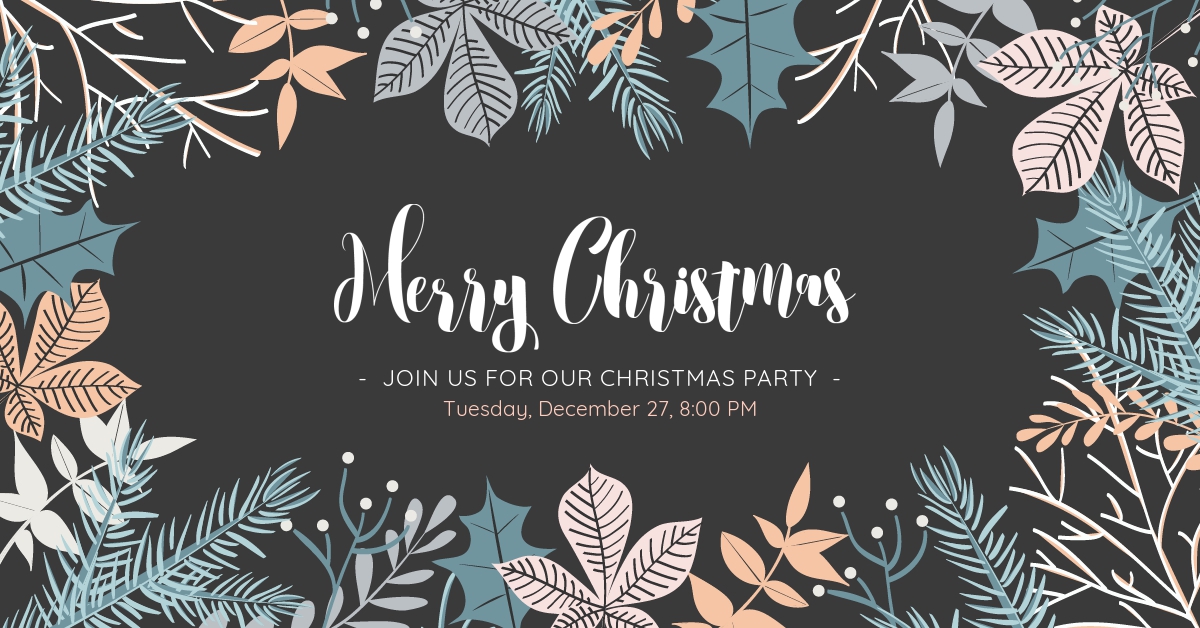 Merry Christmas
- JOIN US FOR OUR CHRISTMAS PARTY -
Tuesday, December 27, 8:00 PM